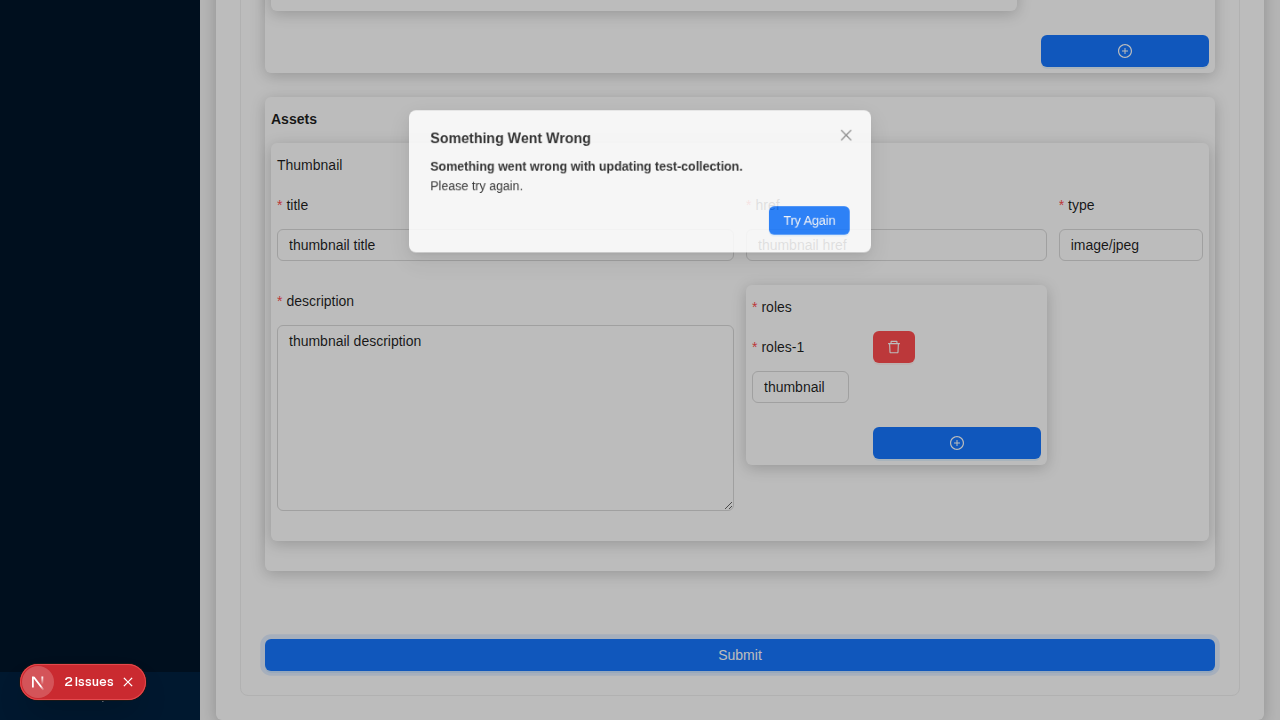 Assets
Something Went Wrong
Something went wrong with updating test-collection.
Please try again.
Try Again
Thumbnail
* title
* href
* type
thumbnail title
thumbnail href
image/jpeg
* description
thumbnail description
* roles
* roles-1
thumbnail
Submit
N 2 Issues